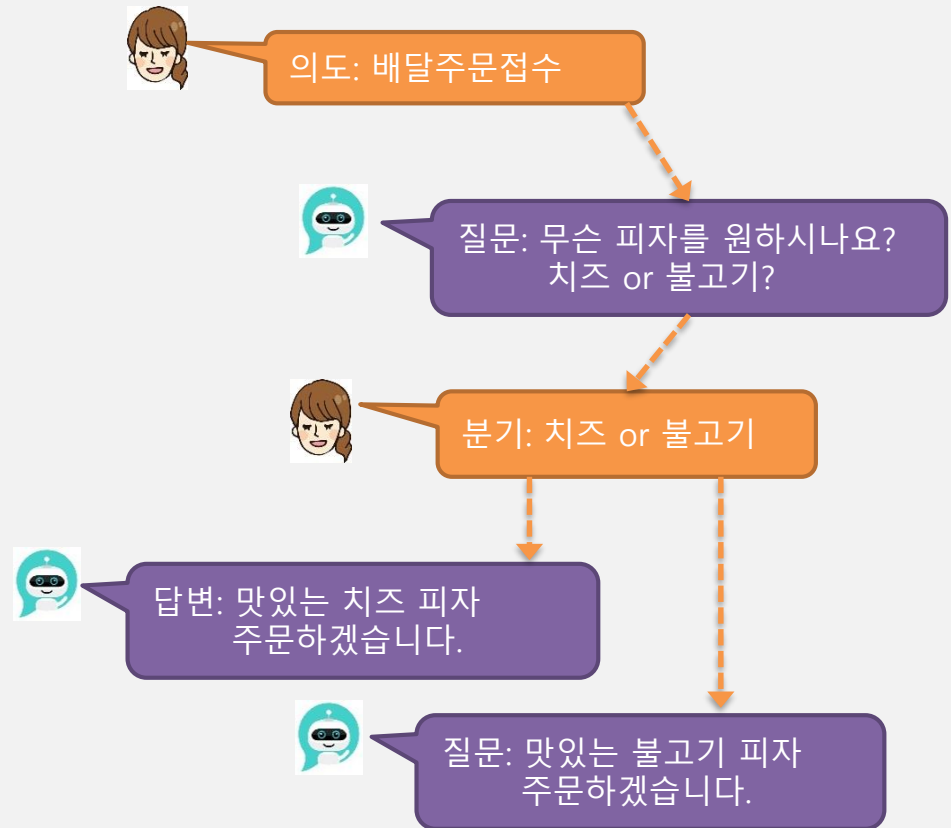 의도: 배달주문접수
질문: 무슨 피자를 원하시나요?
치즈 or 불고기?
분기: 치즈 or 불고기
답변: 맛있는 치즈 피자
주문하겠습니다.
질문: 맛있는 불고기 피자
주문하겠습니다.